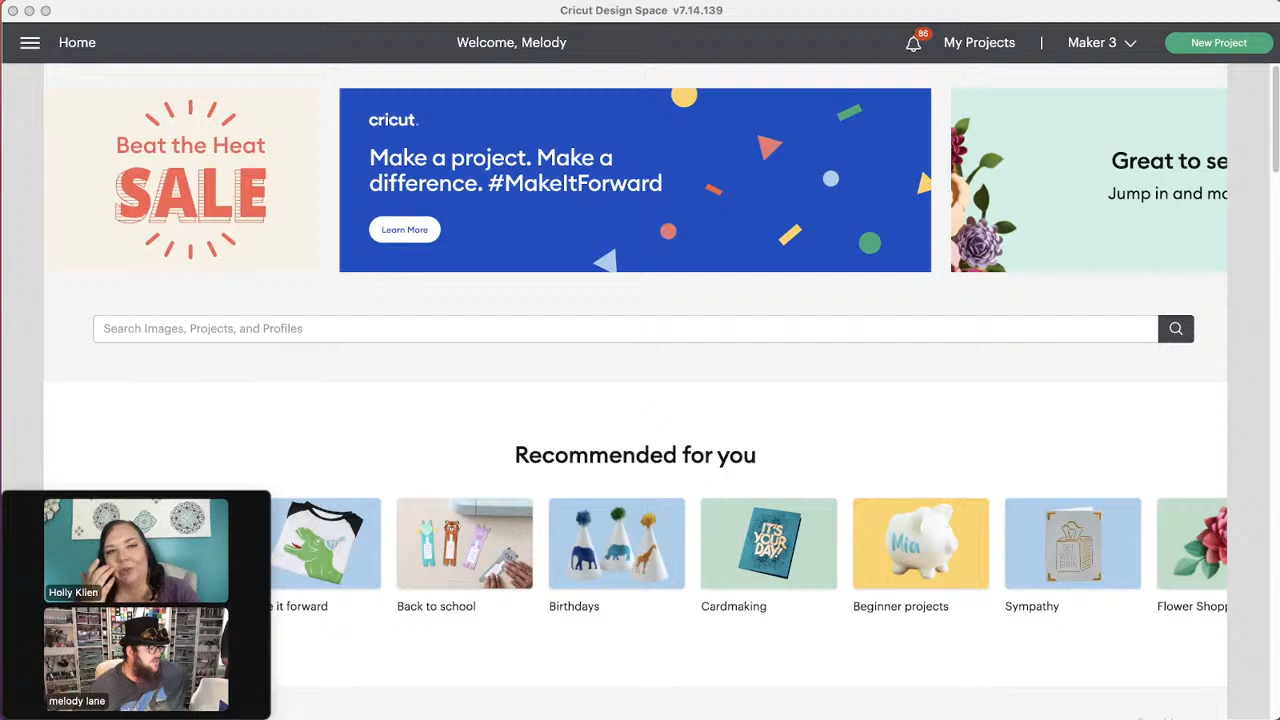 Cricut Design Space v7.14.139
Home
Welcome, Melody
86
My Projects
Maker 3
New Project
Beat the Heat
SALE
cricut.
Make a project. Make a
difference. #MakeItForward
Learn More
Great to se
Jump in and mo
Search Images, Projects, and Profiles
Recommended for you
IT'S
YOUR
DAY!
Mia
GET
WELL
SOON
e it forward
Back to school
Birthdays
Cardmaking
Beginner projects
Sympathy
Flower Shopp
Holly Klien
melody lane